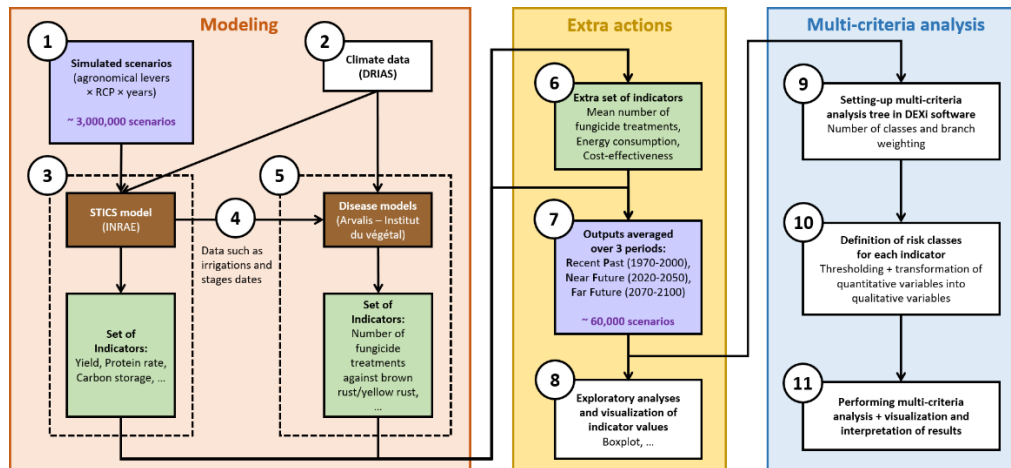 Modeling
1
Simulated scenarios
(agronomical levers
× RCP × years)
~ 3,000,000 scenarios
2
Climate data
(DRIAS)
3
STICS model
(INRAE)
4
Data such as
irrigations and
stages dates
5
Disease models
(Arvalis – Institut
du végétal)
Set of
Indicators:
Yield, Protein rate,
Carbon storage, ...
Set of
Indicators:
Number of
fungicide
treatments
against brown
rust/yellow rust,
...
Extra actions
6
Extra set of indicators
Mean number of
fungicide treatments,
Energy consumption,
Cost-effectiveness
7
Outputs averaged
over 3 periods:
Recent Past (1970-2000),
Near Future (2020-2050),
Far Future (2070-2100)
~ 60,000 scenarios
8
Exploratory analyses
and visualization of
indicator values
Boxplot, ...
Multi-criteria analysis
9
Setting-up multi-criteria
analysis tree in DEXi software
Number of classes and branch
weighting
10
Definition of risk classes
for each indicator
Thresholding + transformation of
quantitative variables into
qualitative variables
11
Performing multi-criteria
analysis + visualization and
interpretation of results